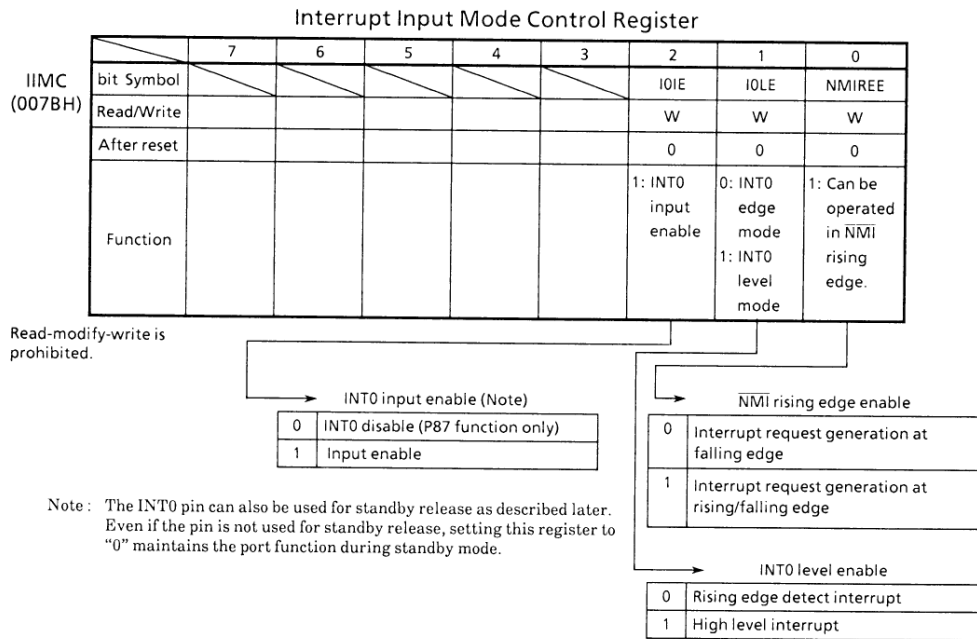 Interrupt Input Mode Control Register
7 6 5 4 3 2 1 0
IIMC
(007BH)
bit Symbol I0IE I0LE NMIREE
Read/Write W W W
After reset 0 0 0
Function
1: INT0
input
enable
0: INT0
edge
mode
1: INT0
level
mode
1: Can be
operated
in NMI
rising
edge.
Read-modify-write is
prohibited.
INT0 input enable (Note)
0 INT0 disable (P87 function only)
1 Input enable
NMI rising edge enable
0 Interrupt request generation at
falling edge
1 Interrupt request generation at
rising/falling edge
Note : The INT0 pin can also be used for standby release as described later.
Even if the pin is not used for standby release, setting this register to
“0” maintains the port function during standby mode.
INT0 level enable
0 Rising edge detect interrupt
1 High level interrupt